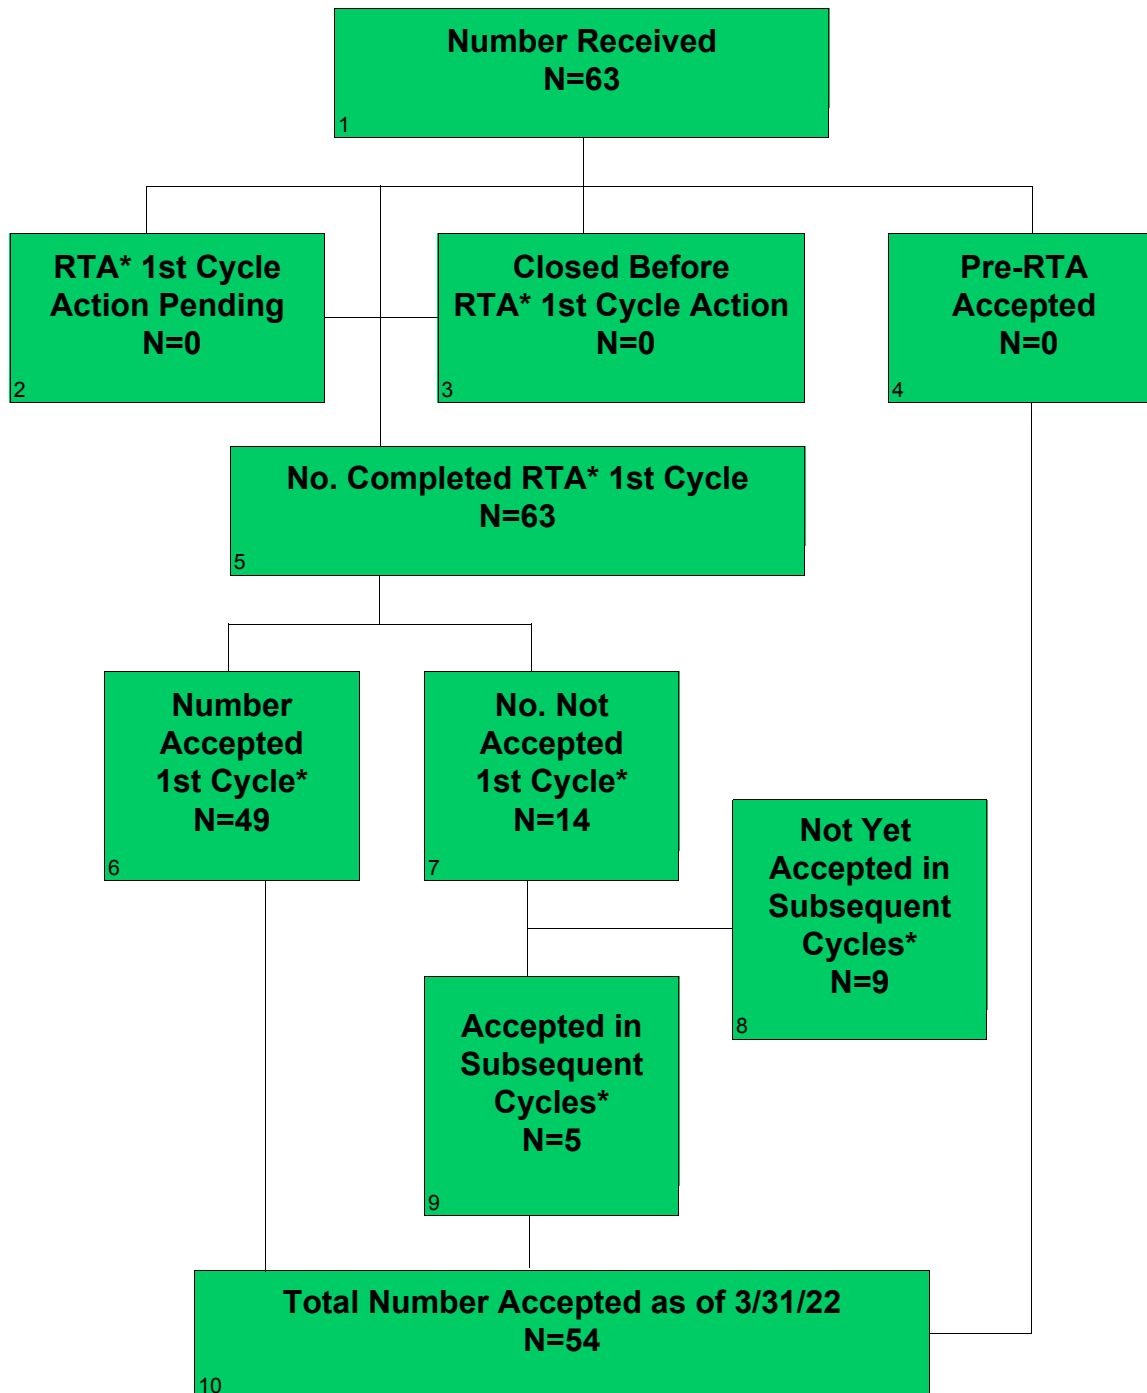 Number Received
N=63
1
RTA* 1st Cycle
Action Pending
N=0
2
Closed Before
RTA* 1st Cycle Action
N=0
3
Pre-RTA
Accepted
N=0
4
No. Completed RTA* 1st Cycle
N=63
5
Number
Accepted
1st Cycle*
N=49
6
No. Not
Accepted
1st Cycle*
N=14
7
Not Yet
Accepted in
Subsequent
Cycles*
N=9
8
Accepted in
Subsequent
Cycles*
N=5
9
Total Number Accepted as of 3/31/22
N=54
10